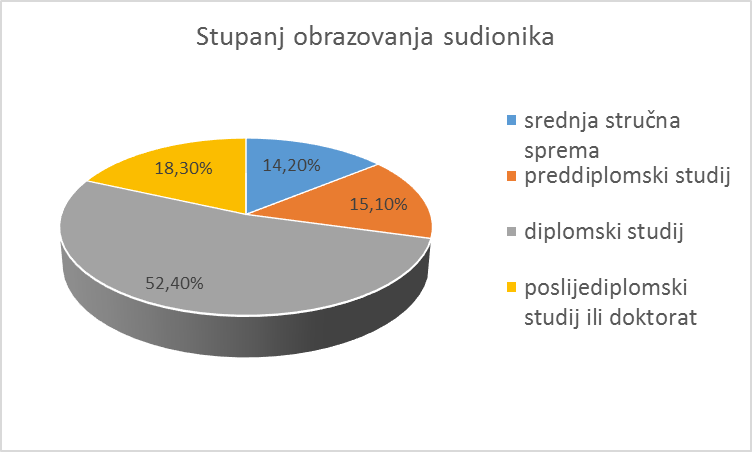 Stupanj obrazovanja sudionika
14,20%
15,10%
52,40%
18,30%
srednja stručna
sprema
preddiplomski studij
diplomski studij
poslijediplomski
studij ili doktorat